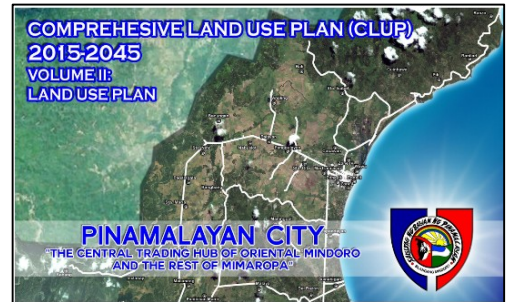 COMPREHESIVE LAND USE PLAN (CLUP)
2015-2045
VOLUME II:
LAND USE PLAN
PINAMALAYAN CITY
"THE CENTRAL TRADING HUB OF ORIENTAL MINDORO
AND THE REST OF MIMAROPA"